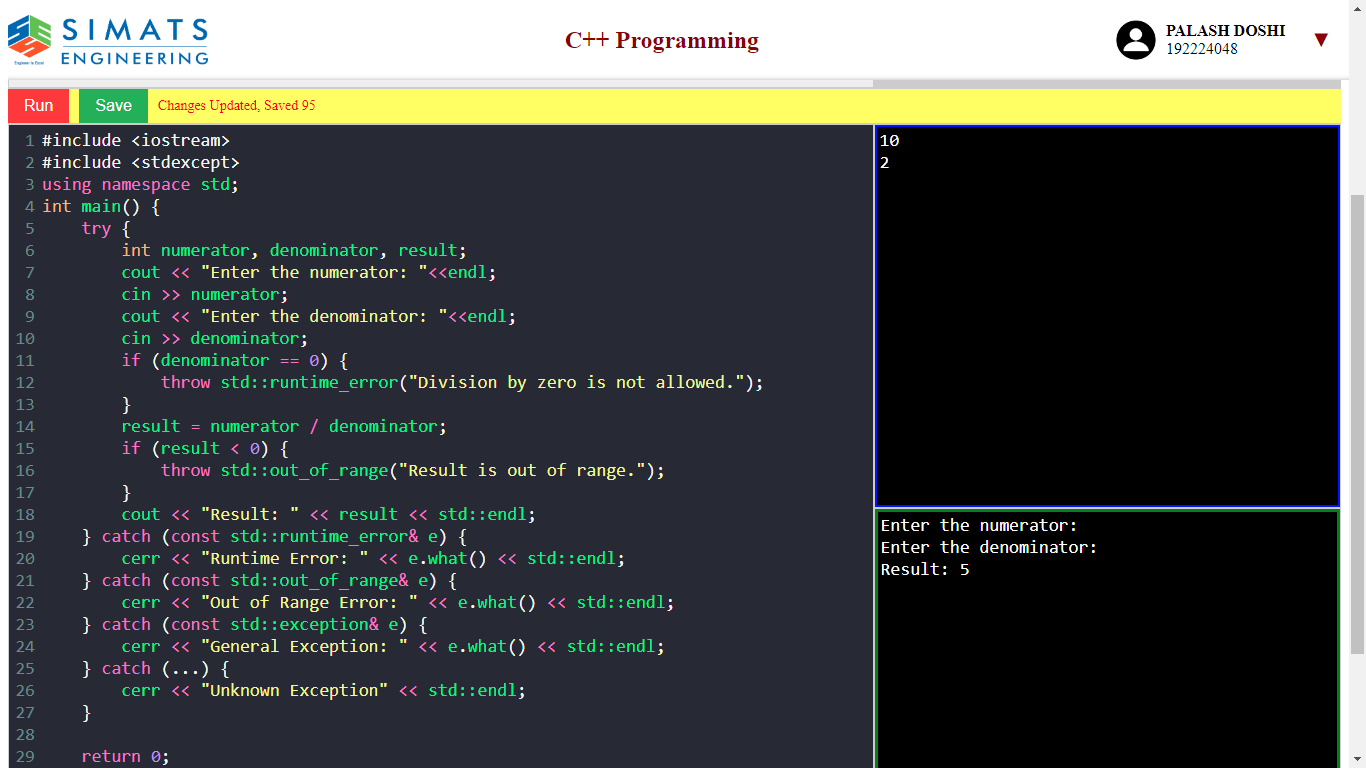 SIMATS
ENGINEERING
Engineer to Excel
C++ Programming
PALASH DOSHI
192224048
▼
Run
Save
Changes Updated, Saved 95
1 #include <iostream>
2 #include <stdexcept>
3 using namespace std;
4 int main() {
5     try {
6         int numerator, denominator, result;
7         cout << "Enter the numerator: "<<endl;
8         cin >> numerator;
9         cout << "Enter the denominator: "<<endl;
10         cin >> denominator;
11         if (denominator == 0) {
12             throw std::runtime_error("Division by zero is not allowed.");
13         }
14         result = numerator / denominator;
15         if (result < 0) {
16             throw std::out_of_range("Result is out of range.");
17         }
18         cout << "Result: " << result << std::endl;
19     } catch (const std::runtime_error& e) {
20         cerr << "Runtime Error: " << e.what() << std::endl;
21     } catch (const std::out_of_range& e) {
22         cerr << "Out of Range Error: " << e.what() << std::endl;
23     } catch (const std::exception& e) {
24         cerr << "General Exception: " << e.what() << std::endl;
25     } catch (...) {
26         cerr << "Unknown Exception" << std::endl;
27     }
28
29     return 0;
10
2
Enter the numerator:
Enter the denominator:
Result: 5